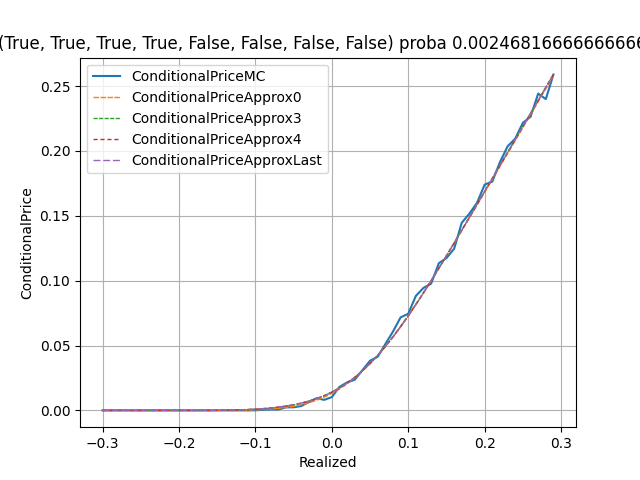 (True, True, True, True, False, False, False, False) proba 0.0024681666666666
ConditionalPriceMC
ConditionalPriceApprox0
ConditionalPriceApprox3
ConditionalPriceApprox4
ConditionalPriceApproxLast
ConditionalPrice
0.25
0.20
0.15
0.10
0.05
0.00
−0.3 −0.2 −0.1 0.0 0.1 0.2 0.3
Realized